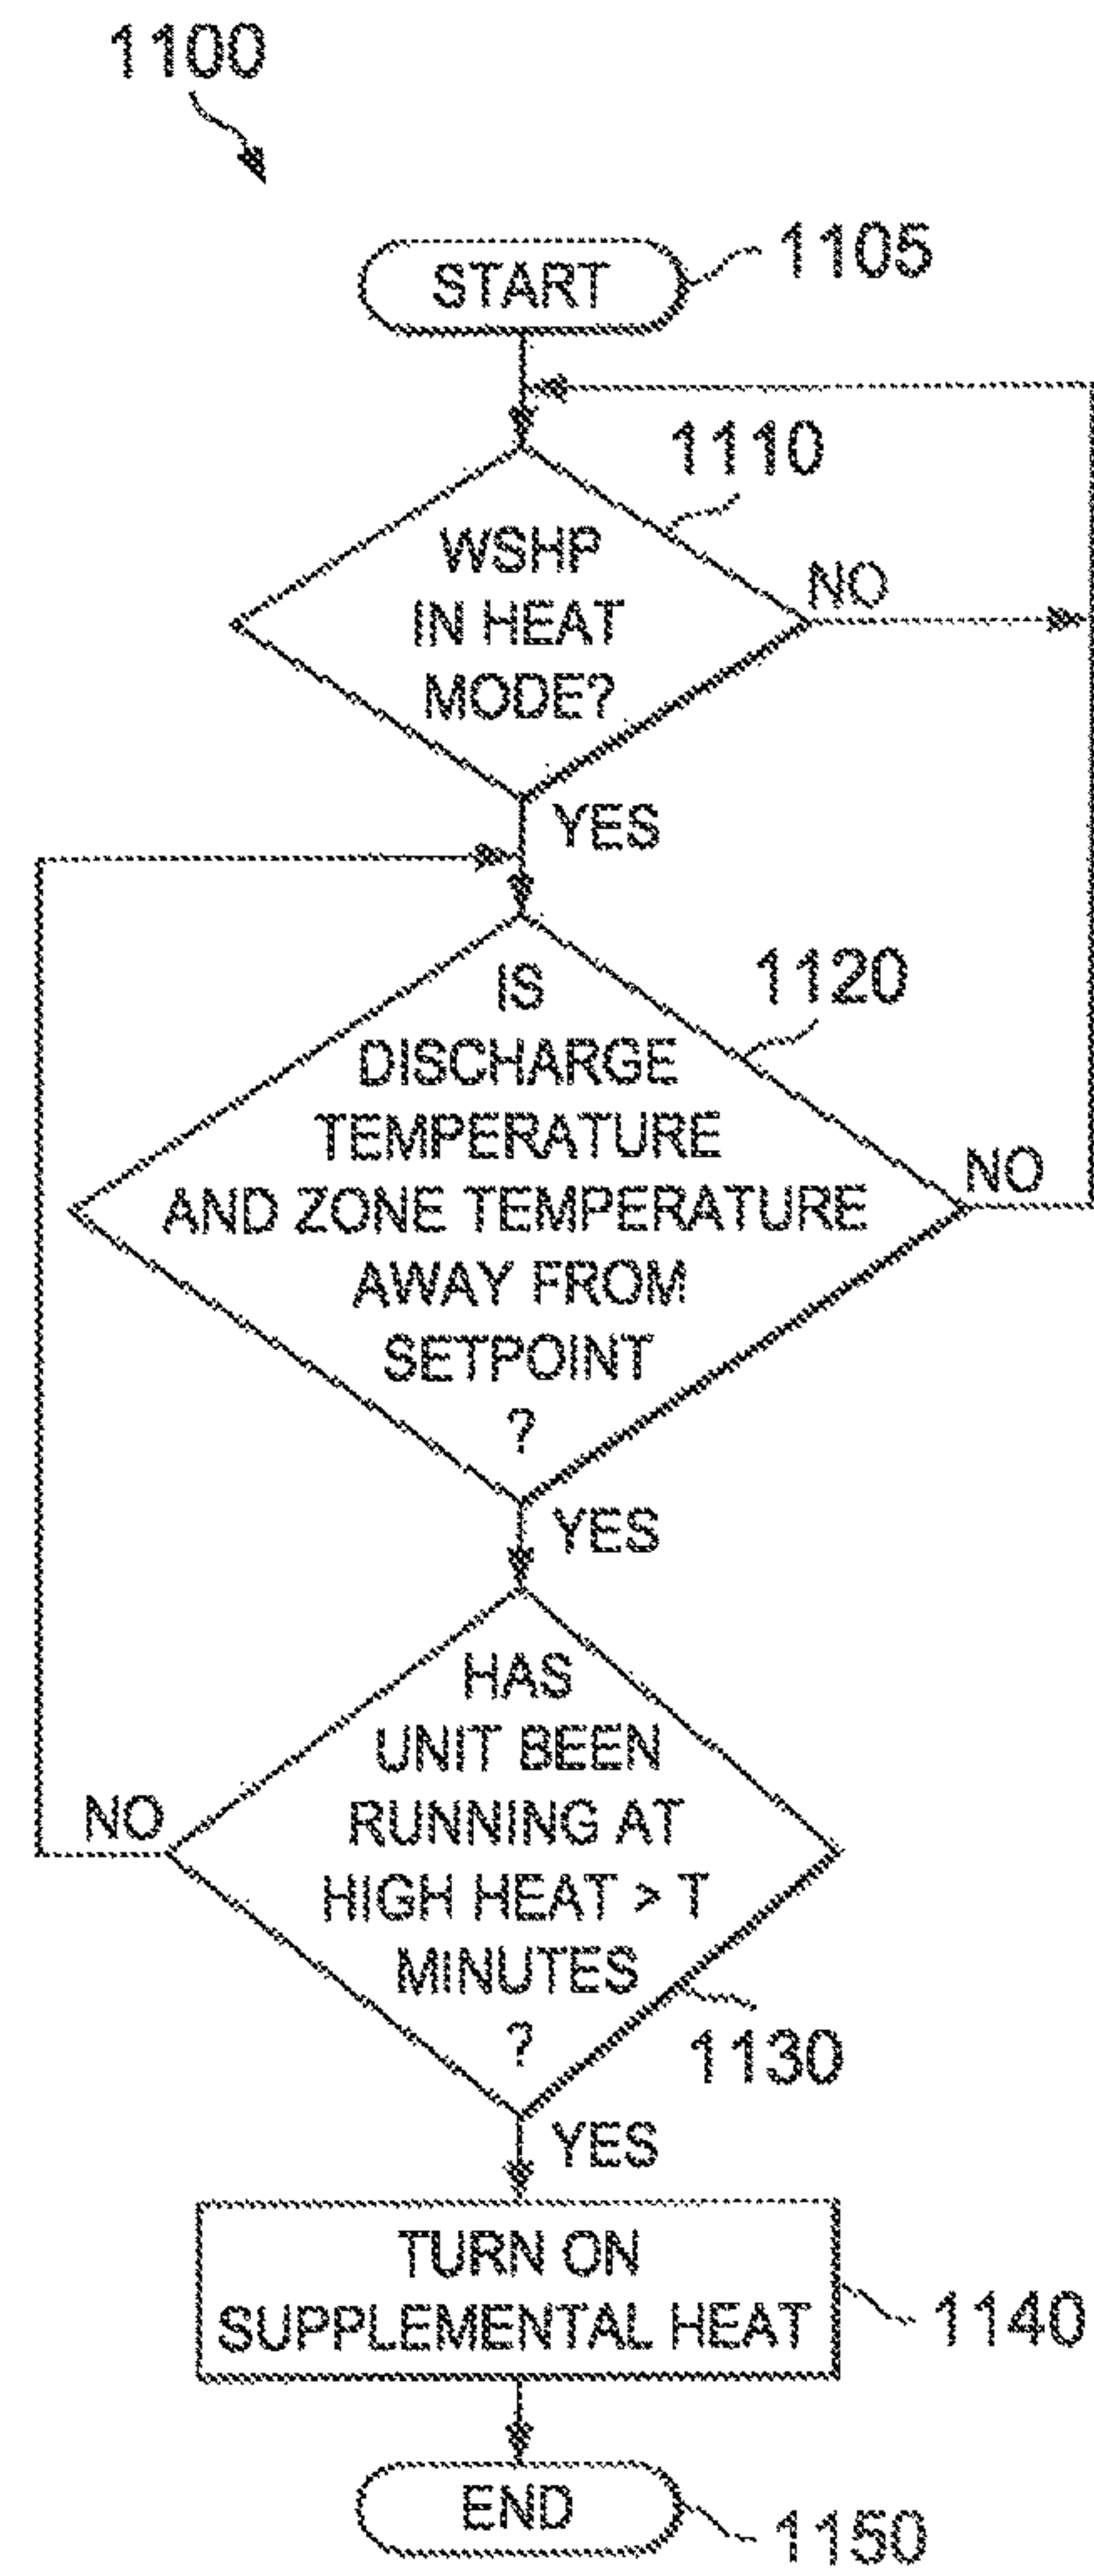 1100
START
1105
1110
WSHP
IN HEAT
MODE?
NO
YES
1120
IS
DISCHARGE
TEMPERATURE
AND ZONE TEMPERATURE
AWAY FROM
SETPOINT
?
NO
YES
HAS
UNIT BEEN
RUNNING AT
HIGH HEAT > T
MINUTES
?
NO
1130
YES
TURN ON
SUPPLEMENTAL HEAT
1140
END
1150